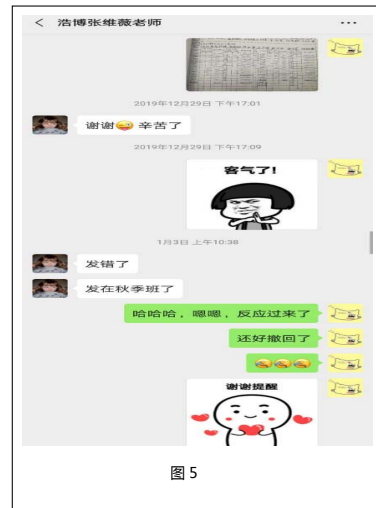 浩博张维薇老师
2019年12月29日 下午17:01
谢谢 辛苦了
2019年12月29日 下午17:09
客气了!
1月3日 上午10:38
发错了
发在秋季班了
哈哈哈，嗯嗯，反应过来了
还好撤回了
谢谢提醒
图5